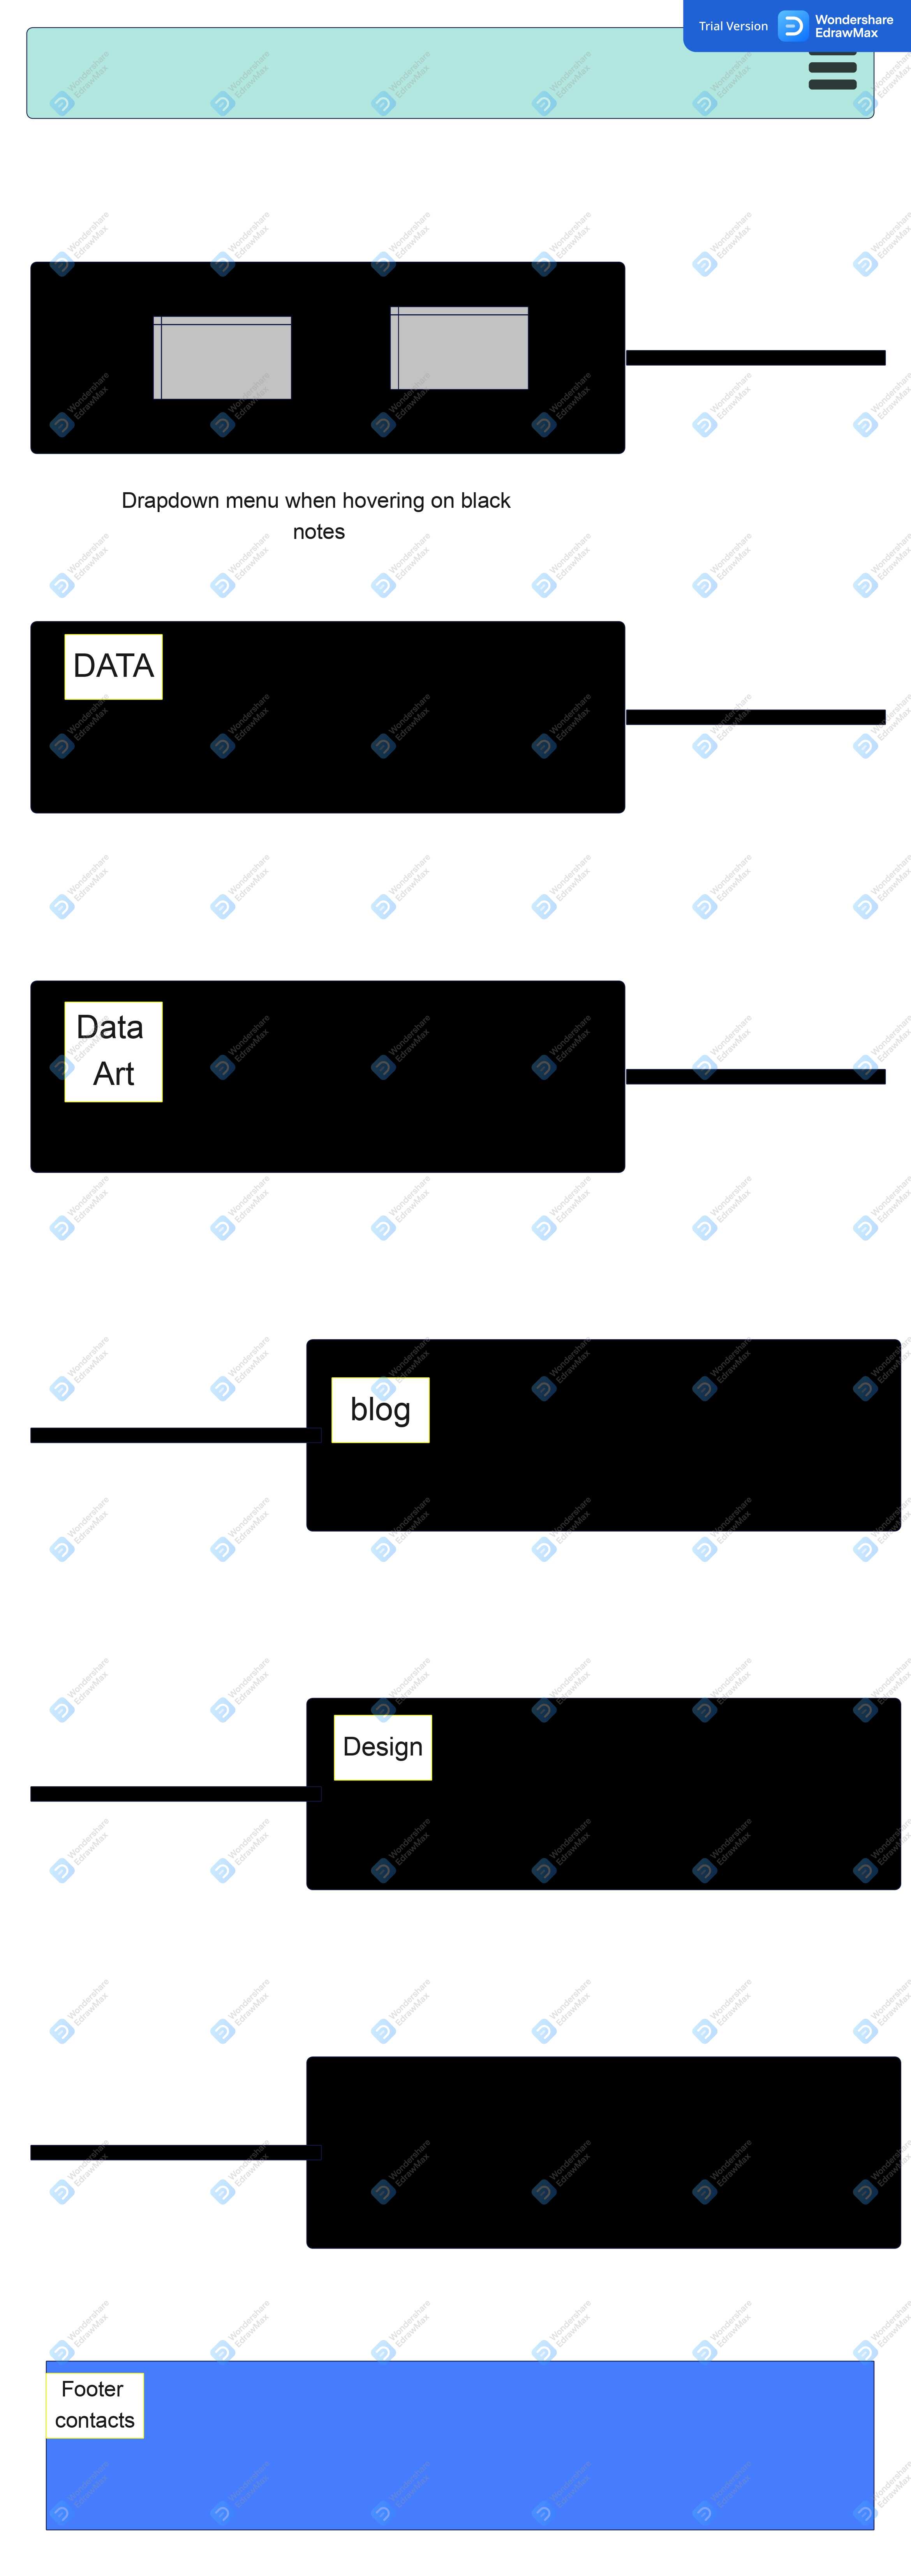 Trial Version
Wondershare
EdrawMax
Drapdown menu when hovering on black
notes
DATA
Data
Art
blog
Design
Footer
contacts